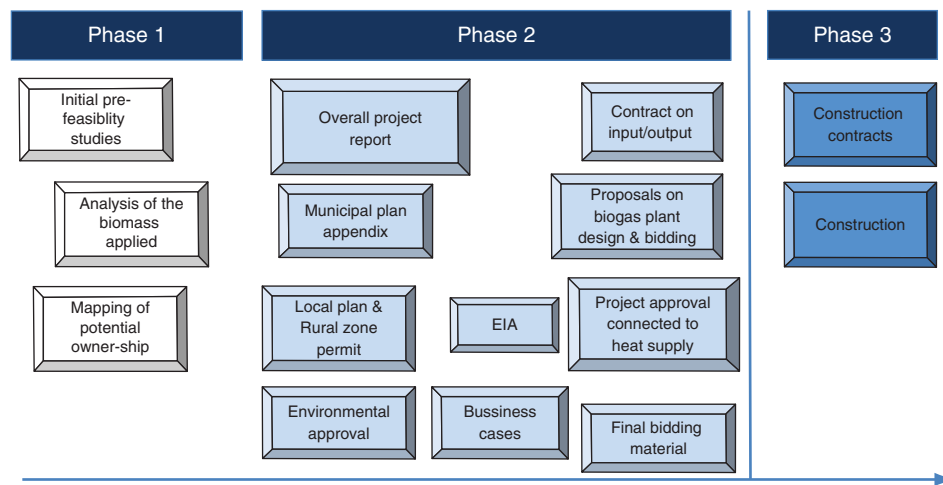 Phase 1
Phase 2
Phase 3
Initial pre-
feasiblity
studies
Analysis of the
biomass
applied
Mapping of
potential
owner-ship
Overall project
report
Contract on
input/output
Municipal plan
appendix
Proposals on
biogas plant
design & bidding
Local plan &
Rural zone
permit
EIA
Project approval
connected to
heat supply
Environmental
approval
Bussiness
cases
Final bidding
material
Construction
contracts
Construction